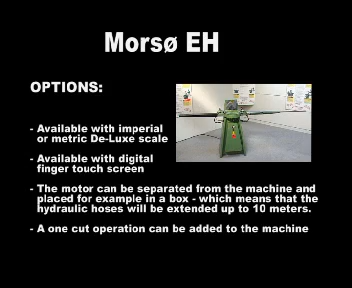 Morsø EH
OPTIONS:
- Available with imperial
or metric De-Luxe scale
- Available with digital
finger touch screen
- The motor can be separated from the machine and
placed for example in a box - which means that the
hydraulic hoses will be extended up to 10 meters.
- A one cut operation can be added to the machine